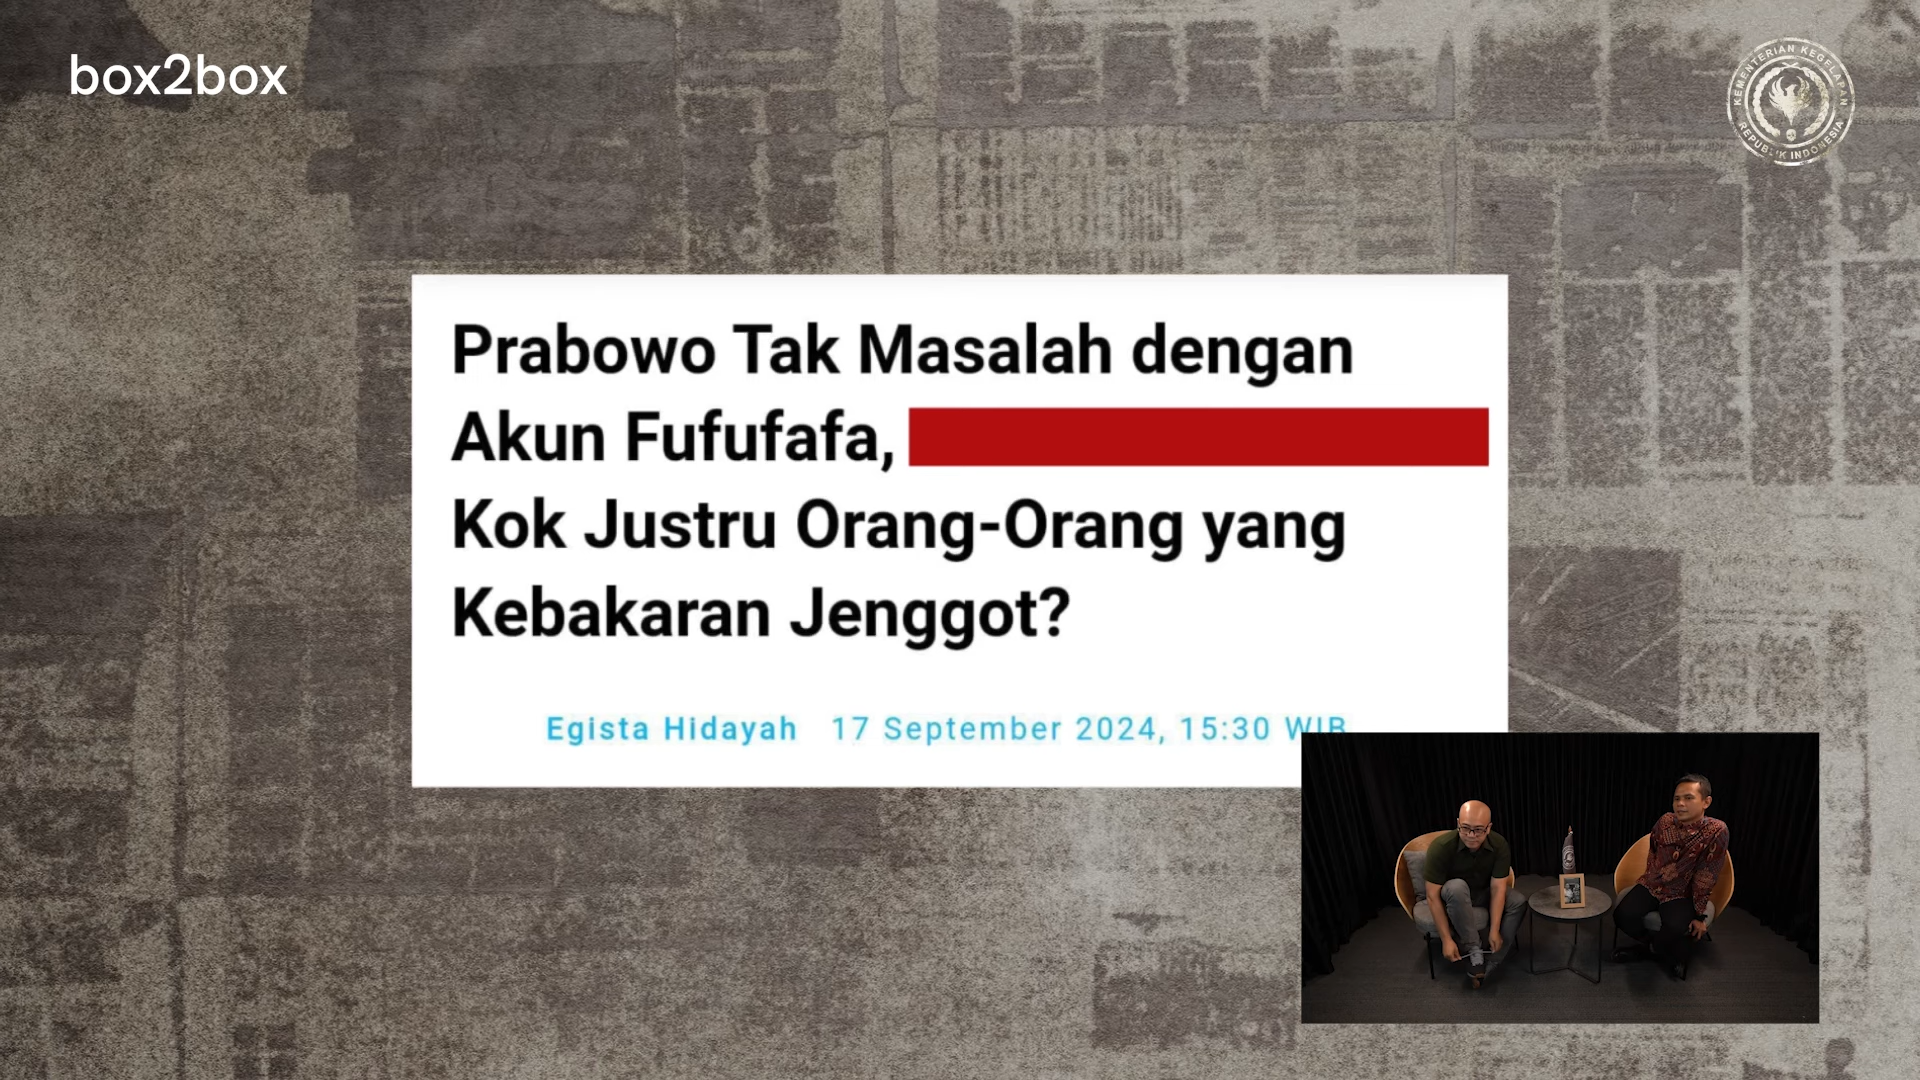 box2box
KEMENTERIAN KEGELAPAN
REPUBLIK INDONESIA
Prabowo Tak Masalah dengan
Akun Fufufafa,
Kok Justru Orang-Orang yang
Kebakaran Jenggot?
Egista Hidayah 17 September 2024, 15:30 WIB